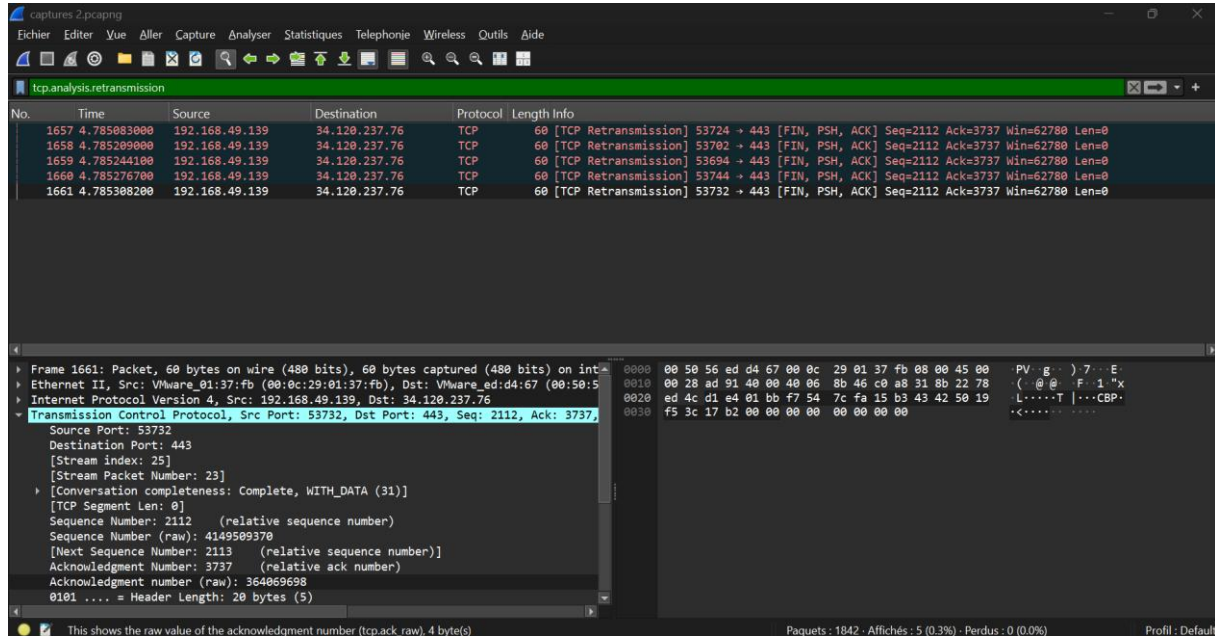 captures 2.pcapng
Eichier Editer Vue Aller Capture Analyser Statistiques Telephonie Wireless Outils Aide
tcp.analysis.retransmission
No. Time Source Destination Protocol Length Info
1657 4.785083000 192.168.49.139 34.120.237.76 TCP 60 [TCP Retransmission] 53724 → 443 [FIN, PSH, ACK] Seq=2112 Ack=3737 Win=62780 Len=0
1658 4.785209000 192.168.49.139 34.120.237.76 TCP 60 [TCP Retransmission] 53702 → 443 [FIN, PSH, ACK] Seq=2112 Ack=3737 Win=62780 Len=0
1659 4.785244100 192.168.49.139 34.120.237.76 TCP 60 [TCP Retransmission] 53694 → 443 [FIN, PSH, ACK] Seq=2112 Ack=3737 Win=62780 Len=0
1660 4.785276700 192.168.49.139 34.120.237.76 TCP 60 [TCP Retransmission] 53744 → 443 [FIN, PSH, ACK] Seq=2112 Ack=3737 Win=62780 Len=0
1661 4.785308200 192.168.49.139 34.120.237.76 TCP 60 [TCP Retransmission] 53732 → 443 [FIN, PSH, ACK] Seq=2112 Ack=3737 Win=62780 Len=0
Frame 1661: Packet, 60 bytes on wire (480 bits), 60 bytes captured (480 bits) on int
Ethernet II, Src: VMware_01:37:fb (00:0c:29:01:37:fb), Dst: VMware_ed:d4:67 (00:50:5
Internet Protocol Version 4, Src: 192.168.49.139, Dst: 34.120.237.76
Transmission Control Protocol, Src Port: 53732, Dst Port: 443, Seq: 2112, Ack: 3737,
Source Port: 53732
Destination Port: 443
[Stream index: 25]
[Stream Packet Number: 23]
[Conversation completeness: Complete, WITH_DATA (31)]
[TCP Segment Len: 0]
Sequence Number: 2112 (relative sequence number)
Sequence Number (raw): 4149509370
[Next Sequence Number: 2113 (relative sequence number)]
Acknowledgment Number: 3737 (relative ack number)
Acknowledgment number (raw): 364069698
0101 .... = Header Length: 20 bytes (5)
0000 00 50 56 ed d4 67 00 0c 29 01 37 fb 08 00 45 00 ·PV··g·· )·7···E·
0010 00 28 ad 91 40 00 40 06 8b 46 c0 a8 31 8b 22 78 ·(··@·@· ·F··1·"x
0020 ed 4c d1 e4 01 bb f7 54 7c fa 15 b3 43 42 50 19 ·L·····T |···CBP·
0030 f5 3c 17 b2 00 00 00 00 00 00 00 00 ·<······ ····
This shows the raw value of the acknowledgment number (tcp.ack_raw), 4 byte(s)
Paquets : 1842 · Affichés : 5 (0.3%) · Perdus : 0 (0.0%)
Profil : Default